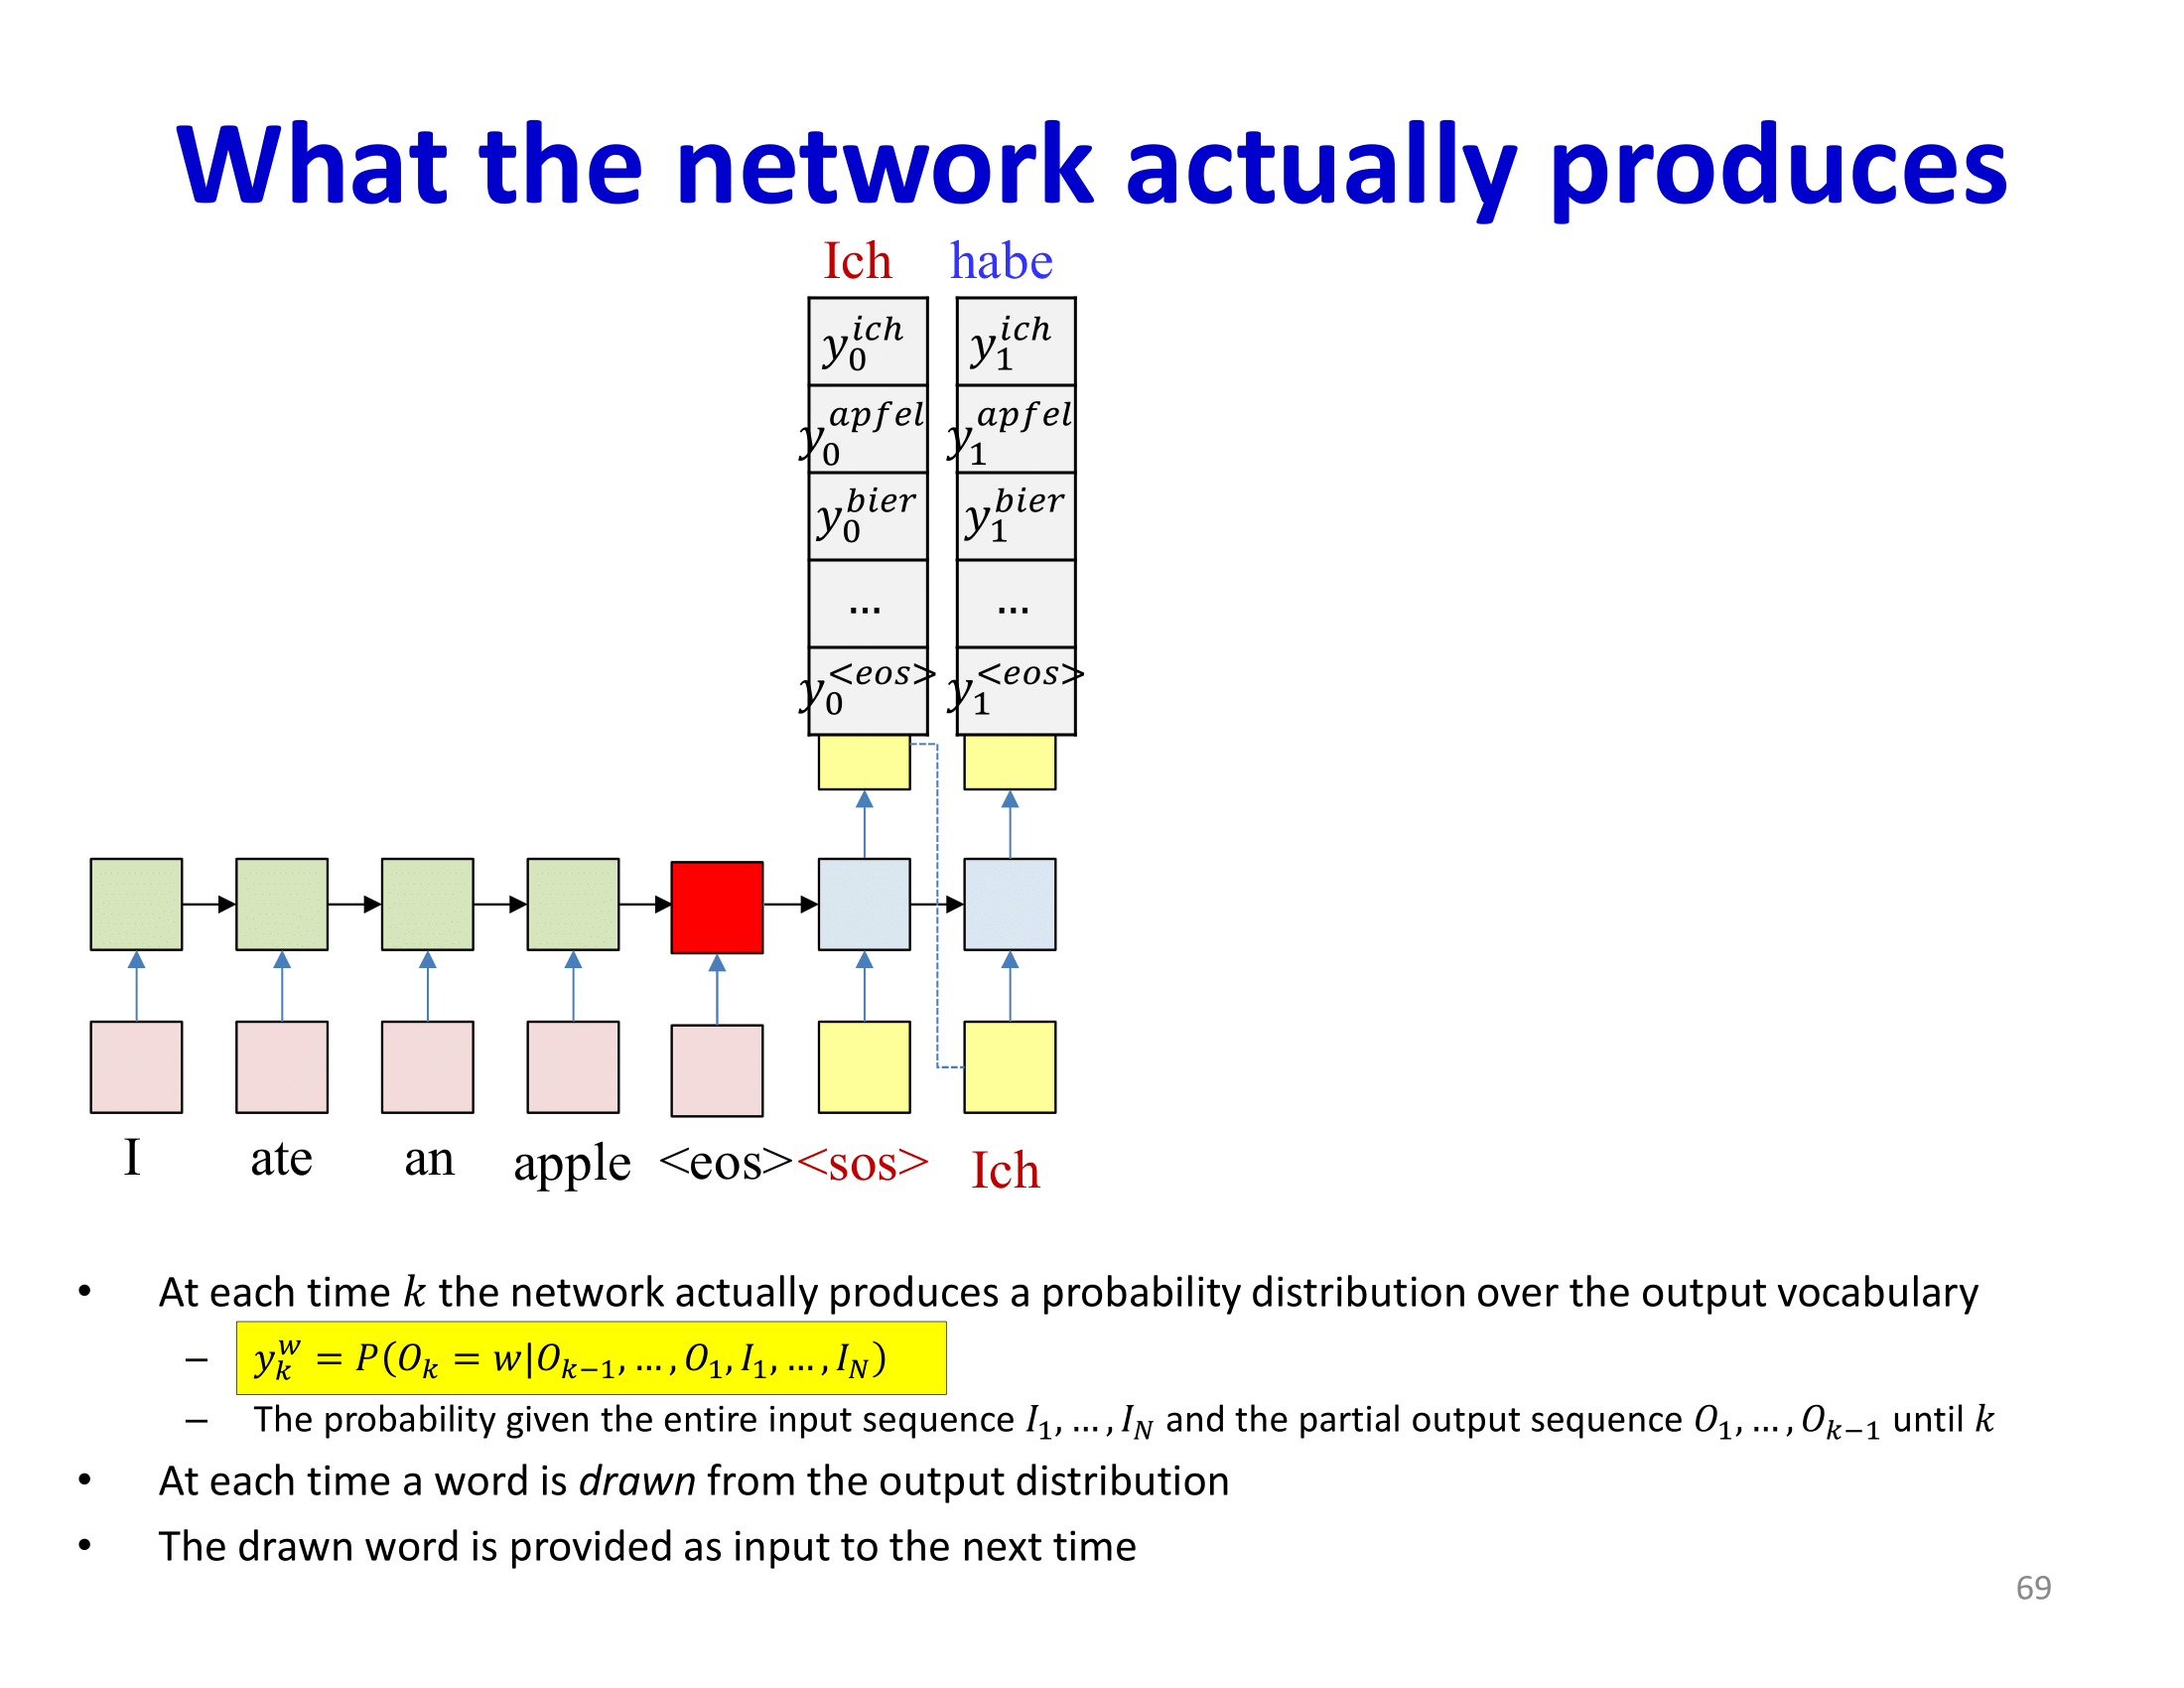 What the network actually produces
Ich habe
y_0^{ich} y_1^{ich}
y_0^{apfel} y_1^{apfel}
y_0^{bier} y_1^{bier}
… …
y_0^{<eos>} y_1^{<eos>}
I ate an apple <eos> <sos> Ich
• At each time k the network actually produces a probability distribution over the output vocabulary
– y_k^w = P(O_k = w|O_{k−1}, … , O_1, I_1, … , I_N)
– The probability given the entire input sequence I_1, … , I_N and the partial output sequence O_1, … , O_{k−1} until k
• At each time a word is drawn from the output distribution
• The drawn word is provided as input to the next time
69